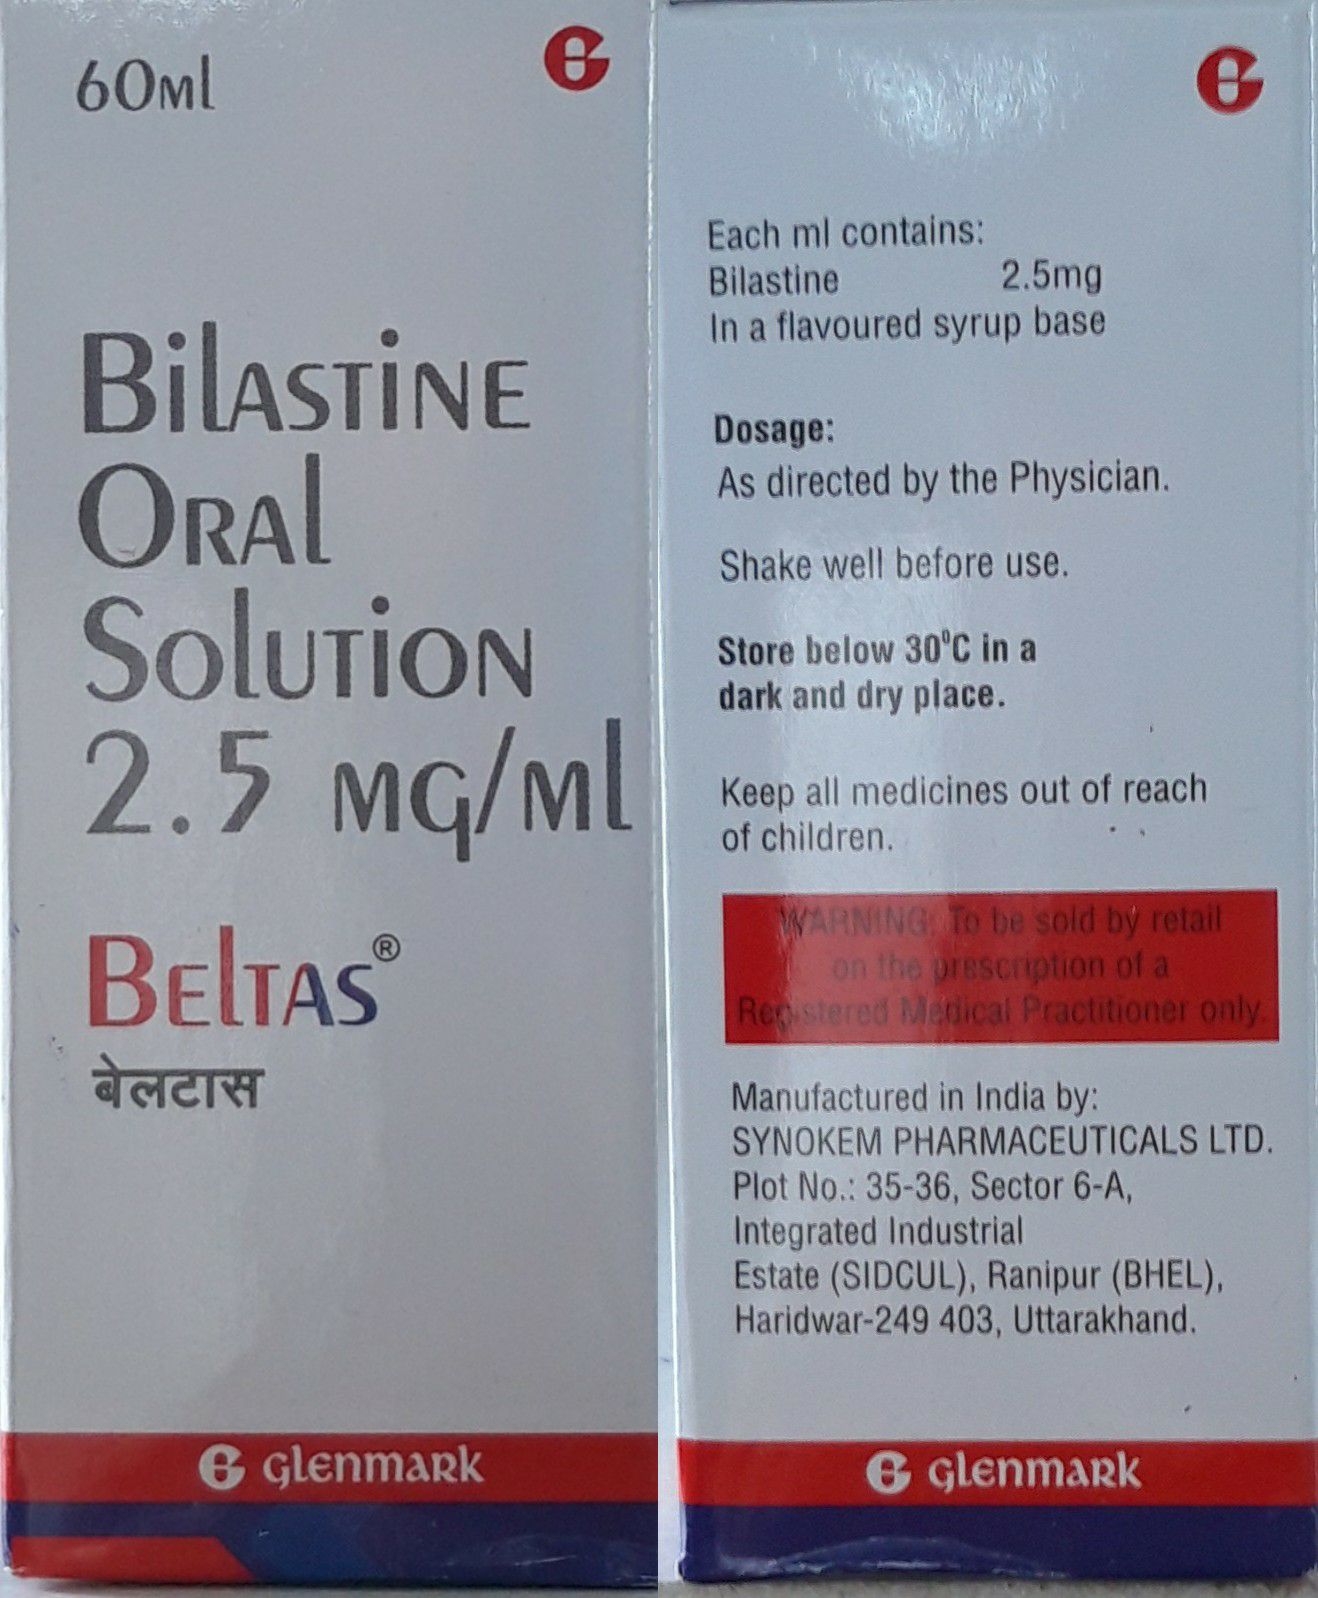 60ml
Bilastine
Oral
Solution
2.5 mg/ml
Beltas®
बेलटास
glenmark
Each ml contains:
Bilastine 2.5mg
In a flavoured syrup base
Dosage:
As directed by the Physician.
Shake well before use.
Store below 30⁰C in a
dark and dry place.
Keep all medicines out of reach
of children.
WARNING: To be sold by retail
on the prescription of a
Registered Medical Practitioner only.
Manufactured in India by:
SYNOKEM PHARMACEUTICALS LTD.
Plot No.: 35-36, Sector 6-A,
Integrated Industrial
Estate (SIDCUL), Ranipur (BHEL),
Haridwar-249 403, Uttarakhand.
glenmark